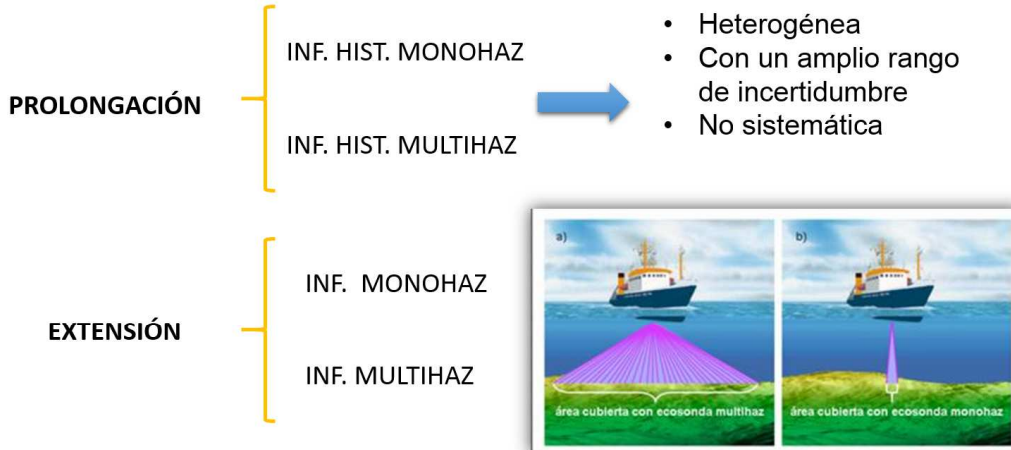 PROLONGACIÓN
INF. HIST. MONOHAZ
INF. HIST. MULTIHAZ
• Heterogénea
• Con un amplio rango
de incertidumbre
• No sistemática
EXTENSIÓN
INF. MONOHAZ
INF. MULTIHAZ
a)
área cubierta con ecosonda multihaz
b)
área cubierta con ecosonda monohaz